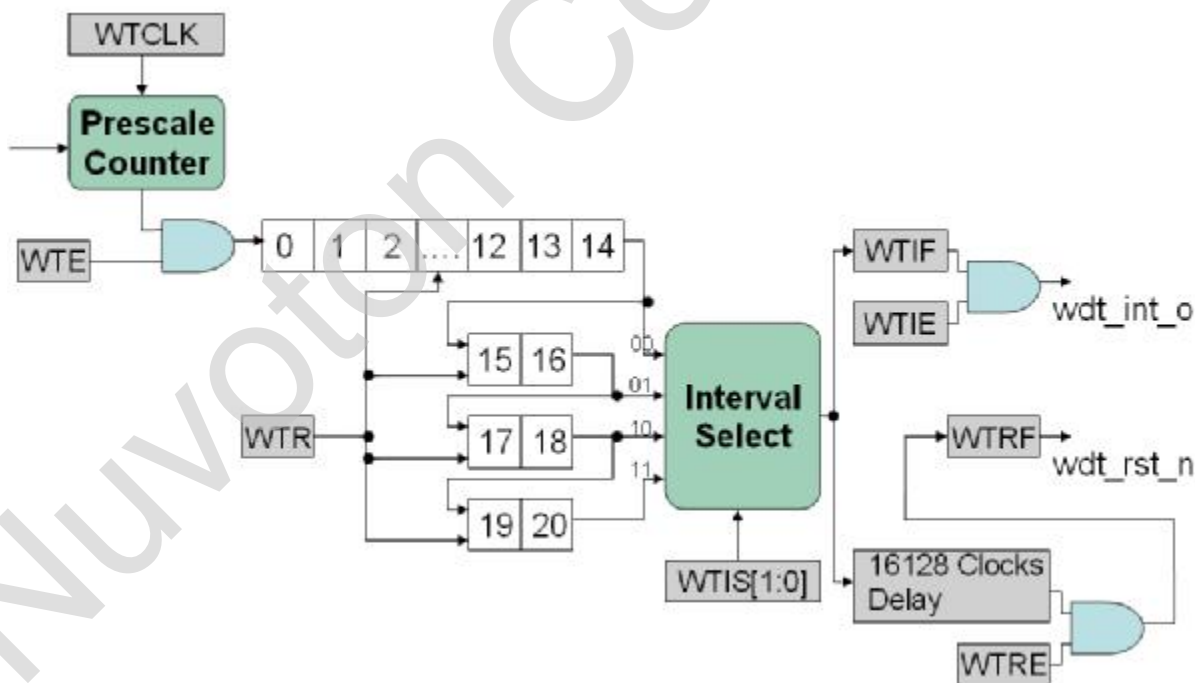 WTCLK
Prescale
Counter
WTE
0 1 2 .... 12 13 14
15 16
17 18
19 20
WTR
00
01
10
11
Interval
Select
WTIS[1:0]
WTIF
WTIE
wdt_int_o
WTRF
wdt_rst_n
16128 Clocks
Delay
WTRE
Nuvoton Co